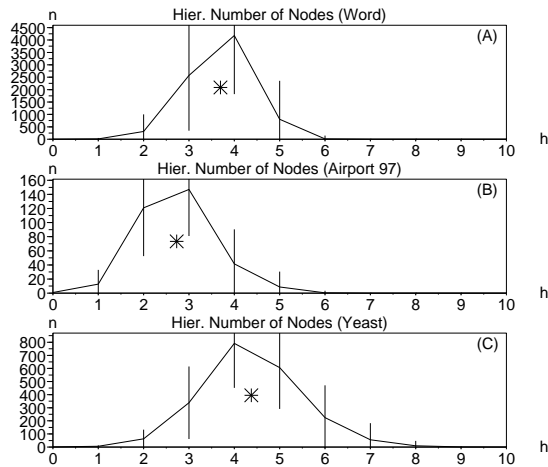 n
Hier. Number of Nodes (Word)
(A)
4500
4000
3500
3000
2500
2000
1500
1000
500
0
0 1 2 3 4 5 6 7 8 9 10
h
n
Hier. Number of Nodes (Airport 97)
(B)
160
140
120
100
80
60
40
20
0
0 1 2 3 4 5 6 7 8 9 10
h
n
Hier. Number of Nodes (Yeast)
(C)
800
700
600
500
400
300
200
100
0
0 1 2 3 4 5 6 7 8 9 10
h